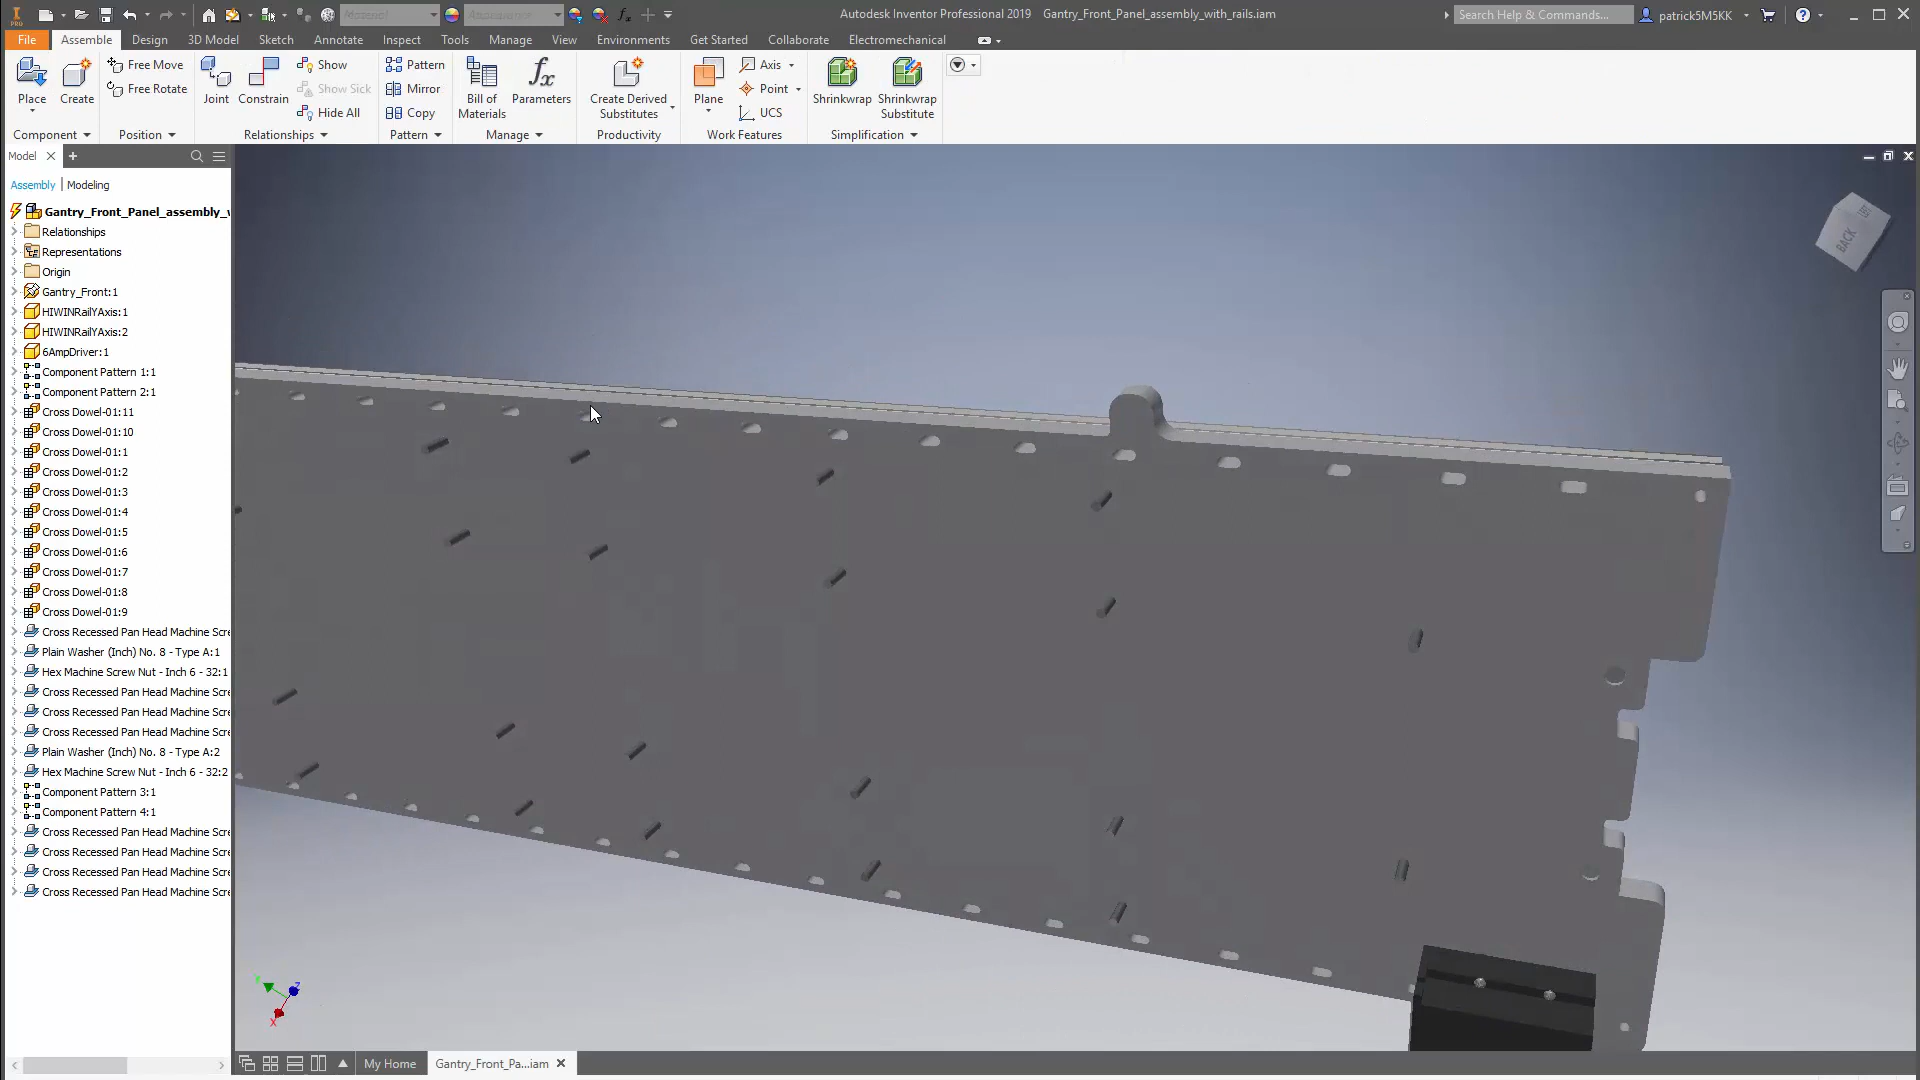 PRO
Material
Appearance
Autodesk Inventor Professional 2019 Gantry_Front_Panel_assembly_with_rails.iam
Search Help & Commands...
patrick5M5KK
File Assemble Design 3D Model Sketch Annotate Inspect Tools Manage View Environments Get Started Collaborate Electromechanical
Place
Create
Component
Free Move
Free Rotate
Position
Joint
Constrain
Show
Show Sick
Hide All
Relationships
Pattern
Mirror
Copy
Pattern
Bill of
Materials
Parameters
Manage
Create Derived
Substitutes
Productivity
Plane
Axis
Point
UCS
Work Features
Shrinkwrap
Shrinkwrap
Substitute
Simplification
Model
Assembly | Modeling
Gantry_Front_Panel_assembly_
Relationships
Representations
Origin
Gantry_Front:1
HIWINRailYAxis:1
HIWINRailYAxis:2
6AmpDriver:1
Component Pattern 1:1
Component Pattern 2:1
Cross Dowel-01:11
Cross Dowel-01:10
Cross Dowel-01:1
Cross Dowel-01:2
Cross Dowel-01:3
Cross Dowel-01:4
Cross Dowel-01:5
Cross Dowel-01:6
Cross Dowel-01:7
Cross Dowel-01:8
Cross Dowel-01:9
Cross Recessed Pan Head Machine Scre
Plain Washer (Inch) No. 8 - Type A:1
Hex Machine Screw Nut - Inch 6 - 32:1
Cross Recessed Pan Head Machine Scre
Cross Recessed Pan Head Machine Scre
Cross Recessed Pan Head Machine Scre
Plain Washer (Inch) No. 8 - Type A:2
Hex Machine Screw Nut - Inch 6 - 32:2
Component Pattern 3:1
Component Pattern 4:1
Cross Recessed Pan Head Machine Scre
Cross Recessed Pan Head Machine Scre
Cross Recessed Pan Head Machine Scre
Cross Recessed Pan Head Machine Scre
BACK
Y
Z
X
My Home
Gantry_Front_Pa...iam